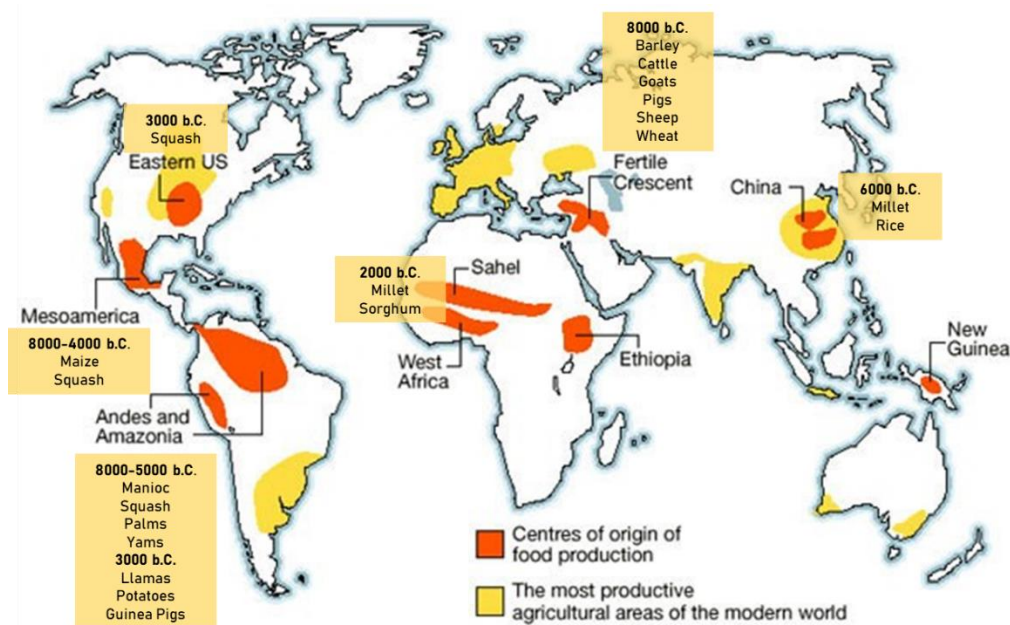 8000 b.C.
Barley
Cattle
Goats
Pigs
Sheep
Wheat
3000 b.C.
Squash
Eastern US
Fertile
Crescent
China
6000 b.C.
Millet
Rice
2000 b.C.
Millet
Sorghum
Sahel
Mesoamerica
8000-4000 b.C.
Maize
Squash
West
Africa
Ethiopia
New
Guinea
Andes and
Amazonia
8000-5000 b.C.
Manioc
Squash
Palms
Yams
3000 b.C.
Llamas
Potatoes
Guinea Pigs
Centres of origin of
food production
The most productive
agricultural areas of the modern world